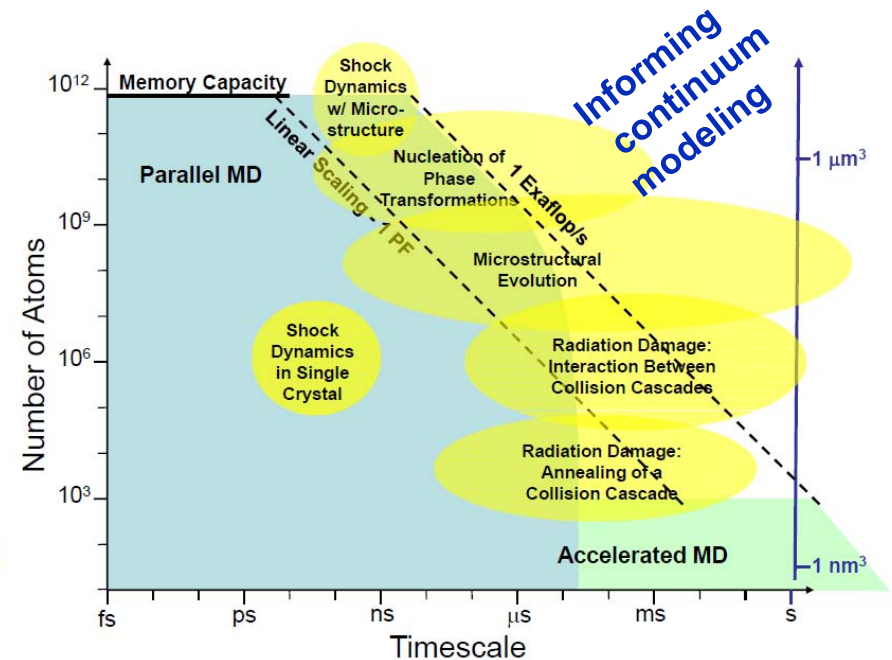 Informing
continuum
modeling
10¹²
Memory Capacity
Shock
Dynamics
w/ Micro-
structure
Linear Scaling - 1 PF
Parallel MD
Nucleation of
Phase
Transformations
1 Exaflop/s
1 μm³
10⁹
Number of Atoms
Microstructural
Evolution
Shock
Dynamics
in Single
Crystal
10⁶
Radiation Damage:
Interaction Between
Collision Cascades
Radiation Damage:
Annealing of a
Collision Cascade
10³
Accelerated MD
1 nm³
fs
ps
ns
μs
ms
s
Timescale